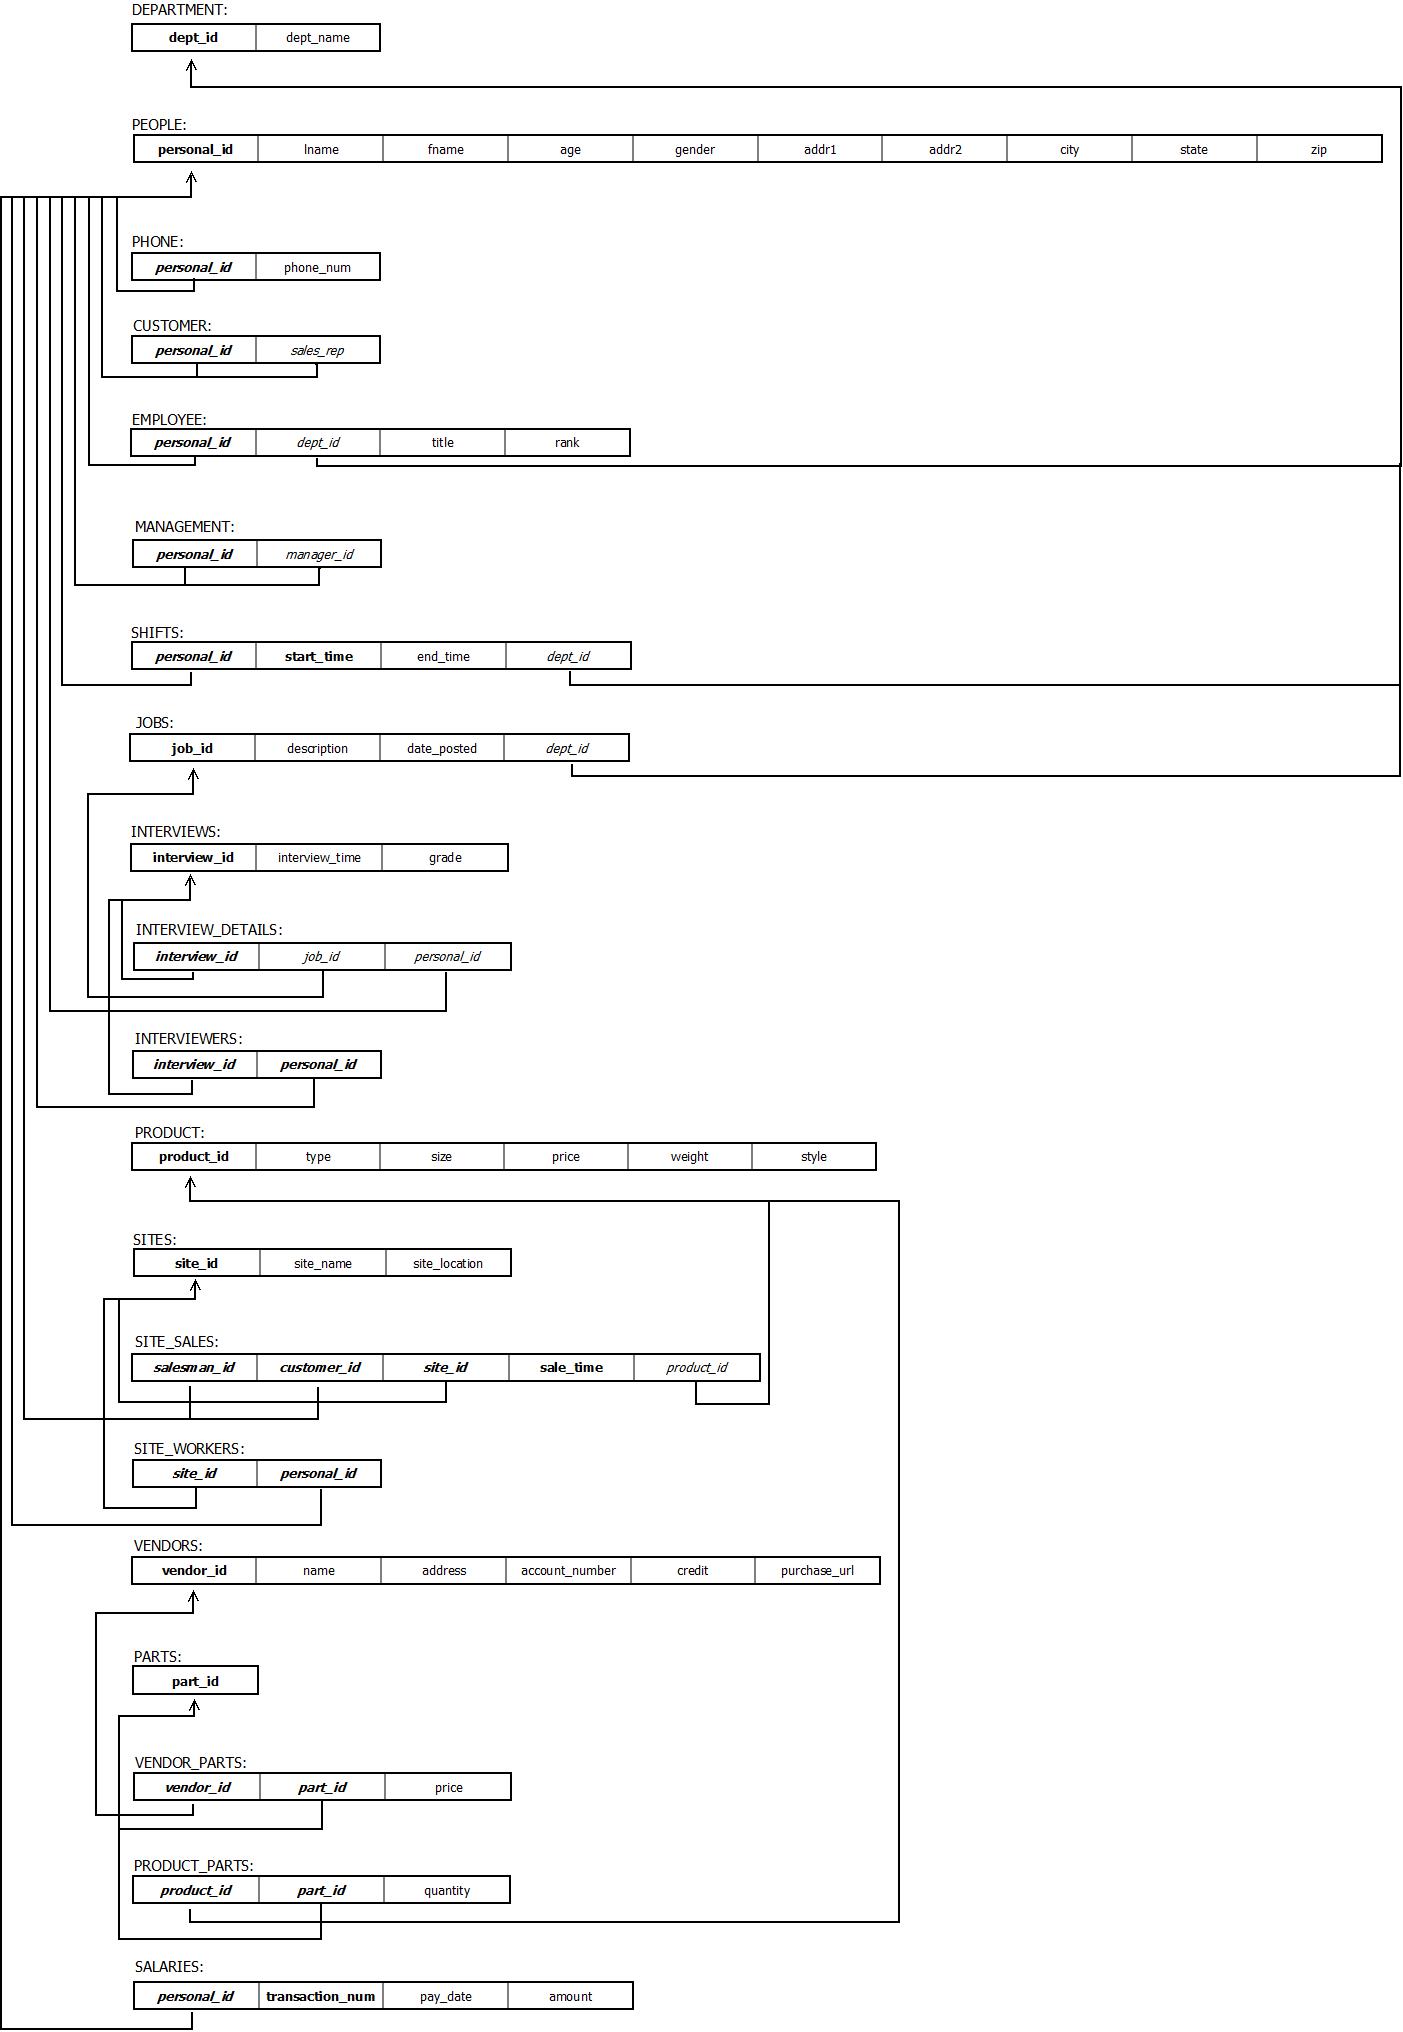 DEPARTMENT:
dept_id dept_name
PEOPLE:
personal_id lname fname age gender addr1 addr2 city state zip
PHONE:
personal_id phone_num
CUSTOMER:
personal_id sales_rep
EMPLOYEE:
personal_id dept_id title rank
MANAGEMENT:
personal_id manager_id
SHIFTS:
personal_id start_time end_time dept_id
JOBS:
job_id description date_posted dept_id
INTERVIEWS:
interview_id interview_time grade
INTERVIEW_DETAILS:
interview_id job_id personal_id
INTERVIEWERS:
interview_id personal_id
PRODUCT:
product_id type size price weight style
SITES:
site_id site_name site_location
SITE_SALES:
salesman_id customer_id site_id sale_time product_id
SITE_WORKERS:
site_id personal_id
VENDORS:
vendor_id name address account_number credit purchase_url
PARTS:
part_id
VENDOR_PARTS:
vendor_id part_id price
PRODUCT_PARTS:
product_id part_id quantity
SALARIES:
personal_id transaction_num pay_date amount